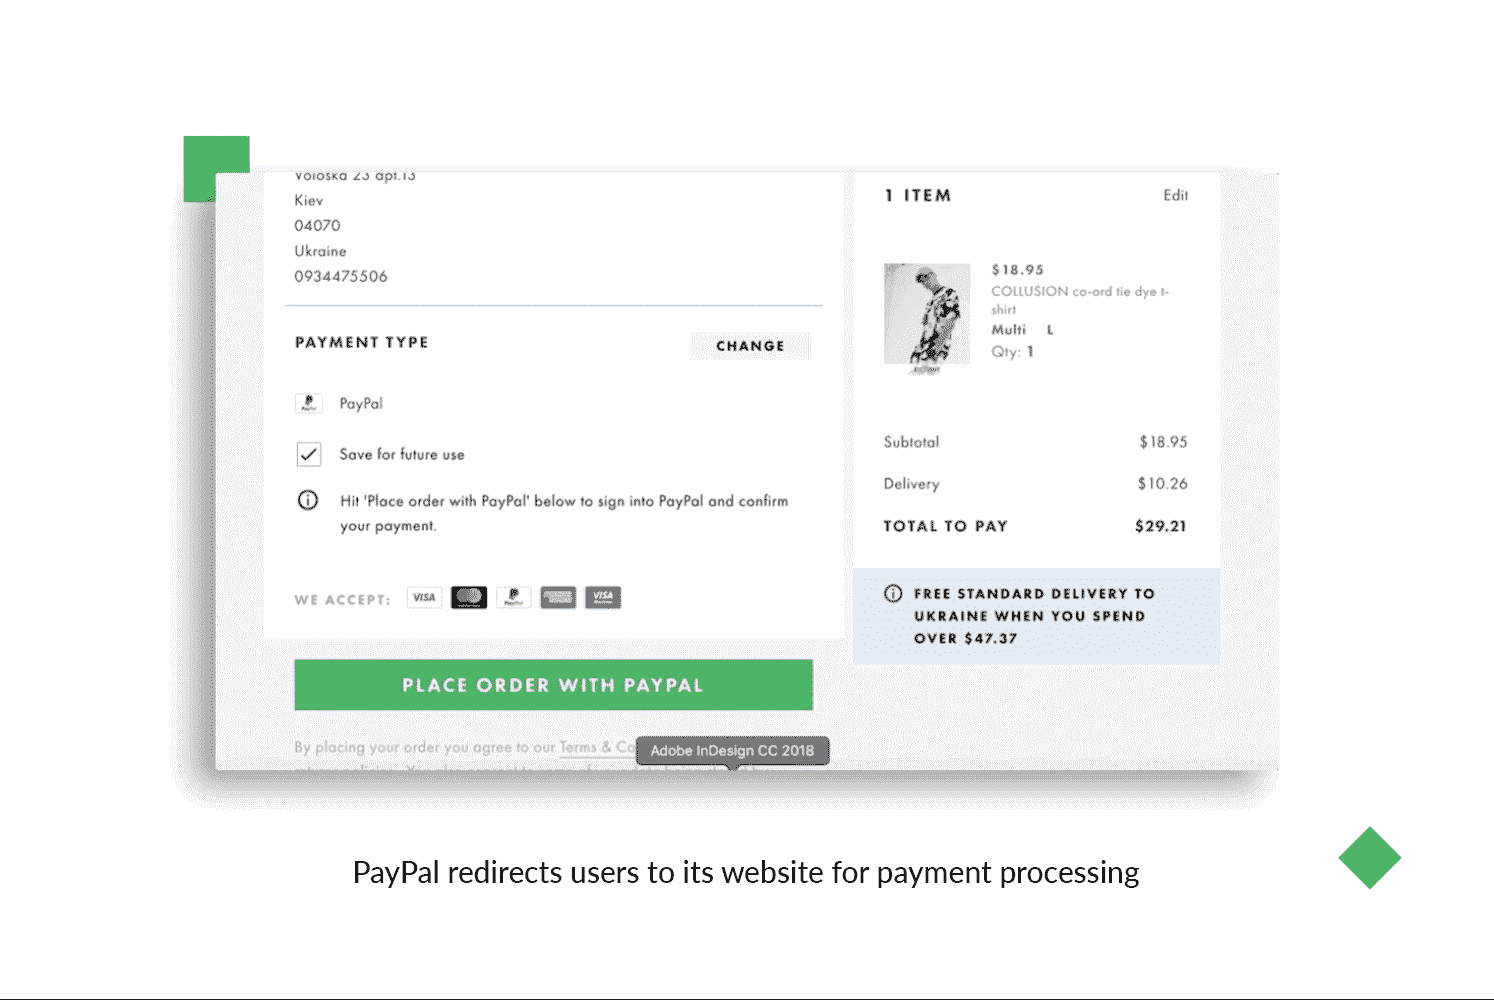 Voloska 23 apt.13
Kiev
04070
Ukraine
0934475506
PAYMENT TYPE
CHANGE
PayPal
PayPal
Save for future use
Hit 'Place order with PayPal' below to sign into PayPal and confirm
your payment.
WE ACCEPT:
VISA
PayPal
VISA
PLACE ORDER WITH PAYPAL
By placing your order you agree to our Terms & Co
Adobe InDesign CC 2018
1 ITEM
Edit
$18.95
COLLUSION co-ord tie dye t-
shirt
Multi L
Qty: 1
Subtotal $18.95
Delivery $10.26
TOTAL TO PAY $29.21
FREE STANDARD DELIVERY TO
UKRAINE WHEN YOU SPEND
OVER $47.37
PayPal redirects users to its website for payment processing